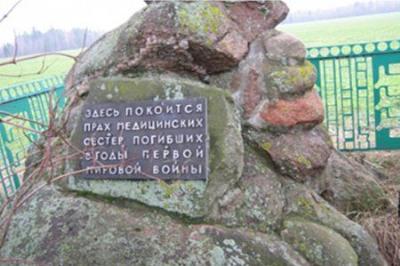 ЗДЕСЬ ПОКОИТСЯ
ПРАХ МЕДИЦИНСКИХ
СЕСТЕР ПОГИБШИХ
В ГОДЫ ПЕРВОЙ
МИРОВОЙ ВОЙНЫ